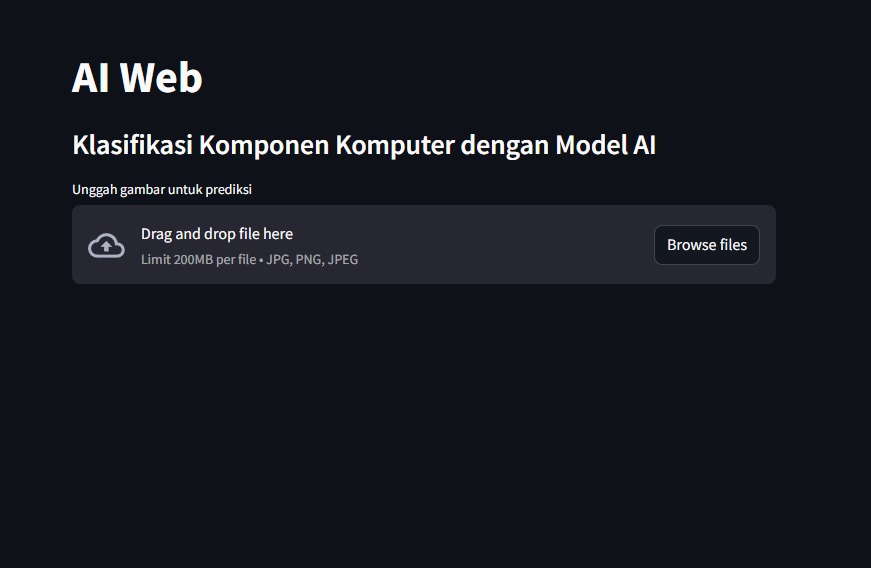 AI Web
Klasifikasi Komponen Komputer dengan Model AI
Unggah gambar untuk prediksi
Drag and drop file here
Limit 200MB per file • JPG, PNG, JPEG
Browse files